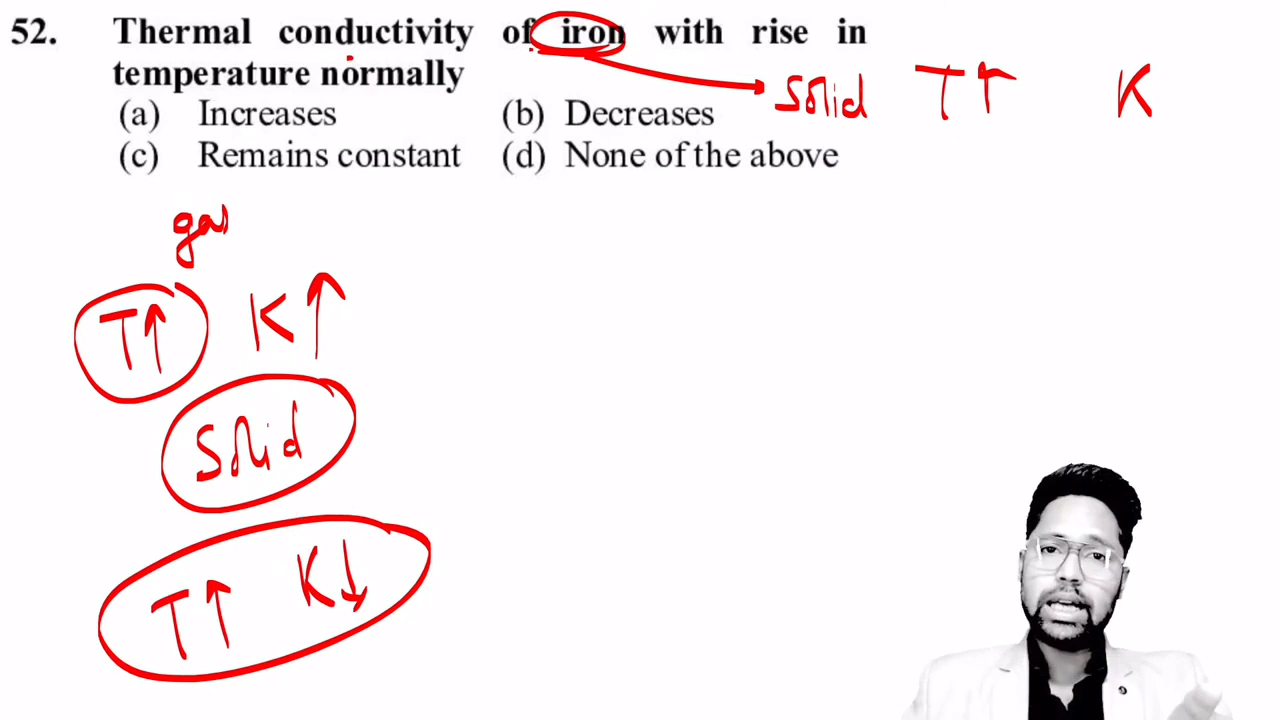 52. Thermal conductivity of iron with rise in
temperature normally
Solid T↑ K
(a) Increases (b) Decreases
(c) Remains constant (d) None of the above
gas
T↑ K↑
Solid
T↑ K↓